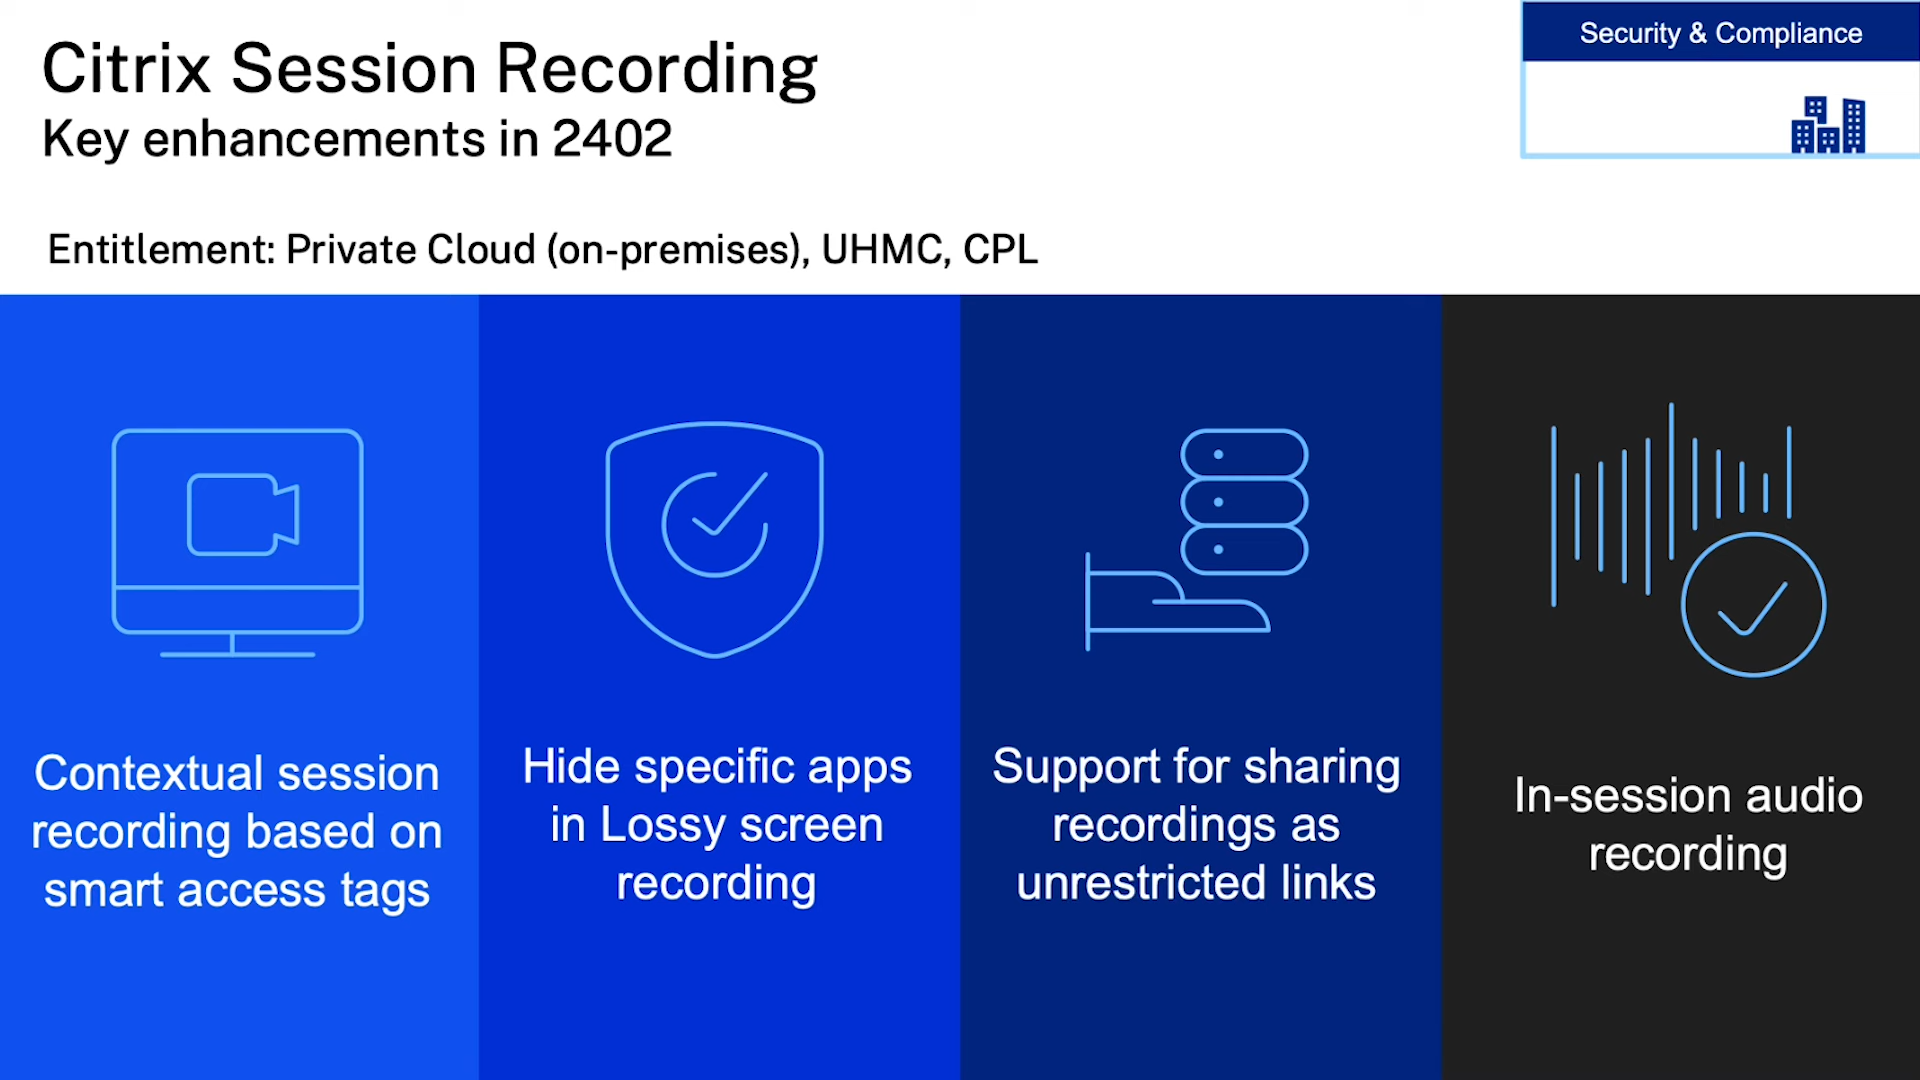 Citrix Session Recording
Key enhancements in 2402
Security & Compliance
Entitlement: Private Cloud (on-premises), UHMC, CPL
Contextual session
recording based on
smart access tags
Hide specific apps
in Lossy screen
recording
Support for sharing
recordings as
unrestricted links
In-session audio
recording